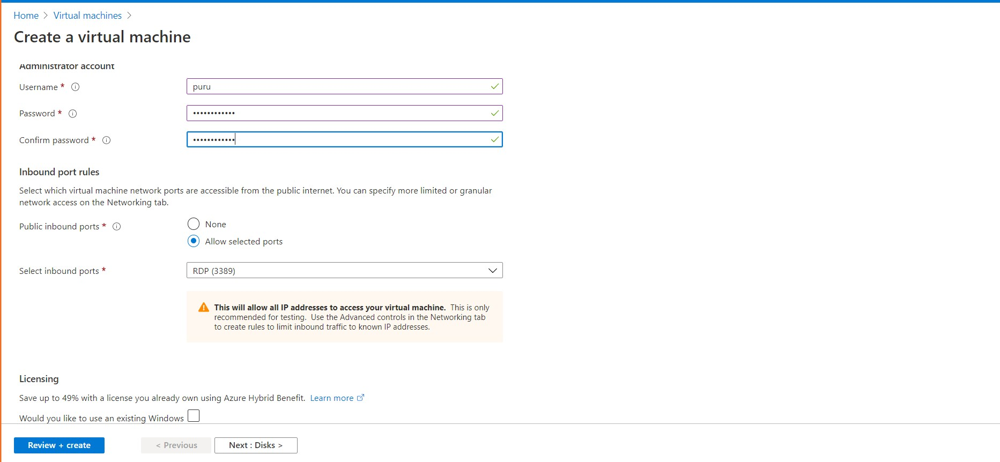 Home > Virtual machines >
Create a virtual machine
Administrator account
Username *
puru
Password *
••••••••••••
Confirm password *
••••••••••••
Inbound port rules
Select which virtual machine network ports are accessible from the public internet. You can specify more limited or granular
network access on the Networking tab.
Public inbound ports *
None
Allow selected ports
Select inbound ports *
RDP (3389)
This will allow all IP addresses to access your virtual machine. This is only
recommended for testing. Use the Advanced controls in the Networking tab
to create rules to limit inbound traffic to known IP addresses.
Licensing
Save up to 49% with a license you already own using Azure Hybrid Benefit. Learn more
Would you like to use an existing Windows
Review + create
< Previous
Next : Disks >